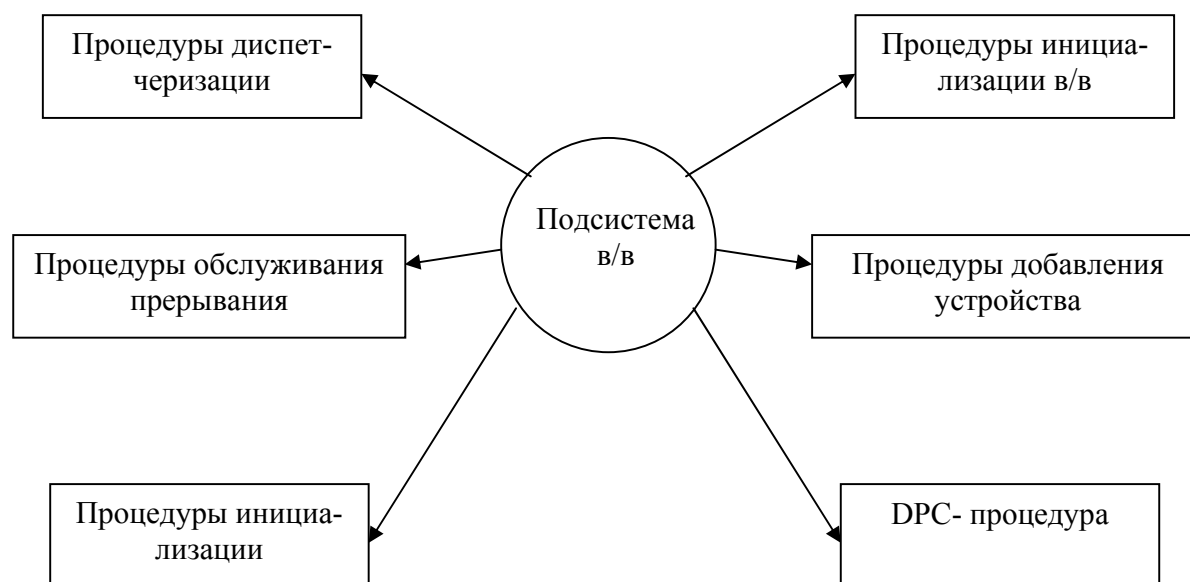 Процедуры диспет-
черизации
Процедуры инициа-
лизации в/в
Подсистема
в/в
Процедуры обслуживания
прерывания
Процедуры добавления
устройства
Процедуры инициа-
лизации
DPC- процедура